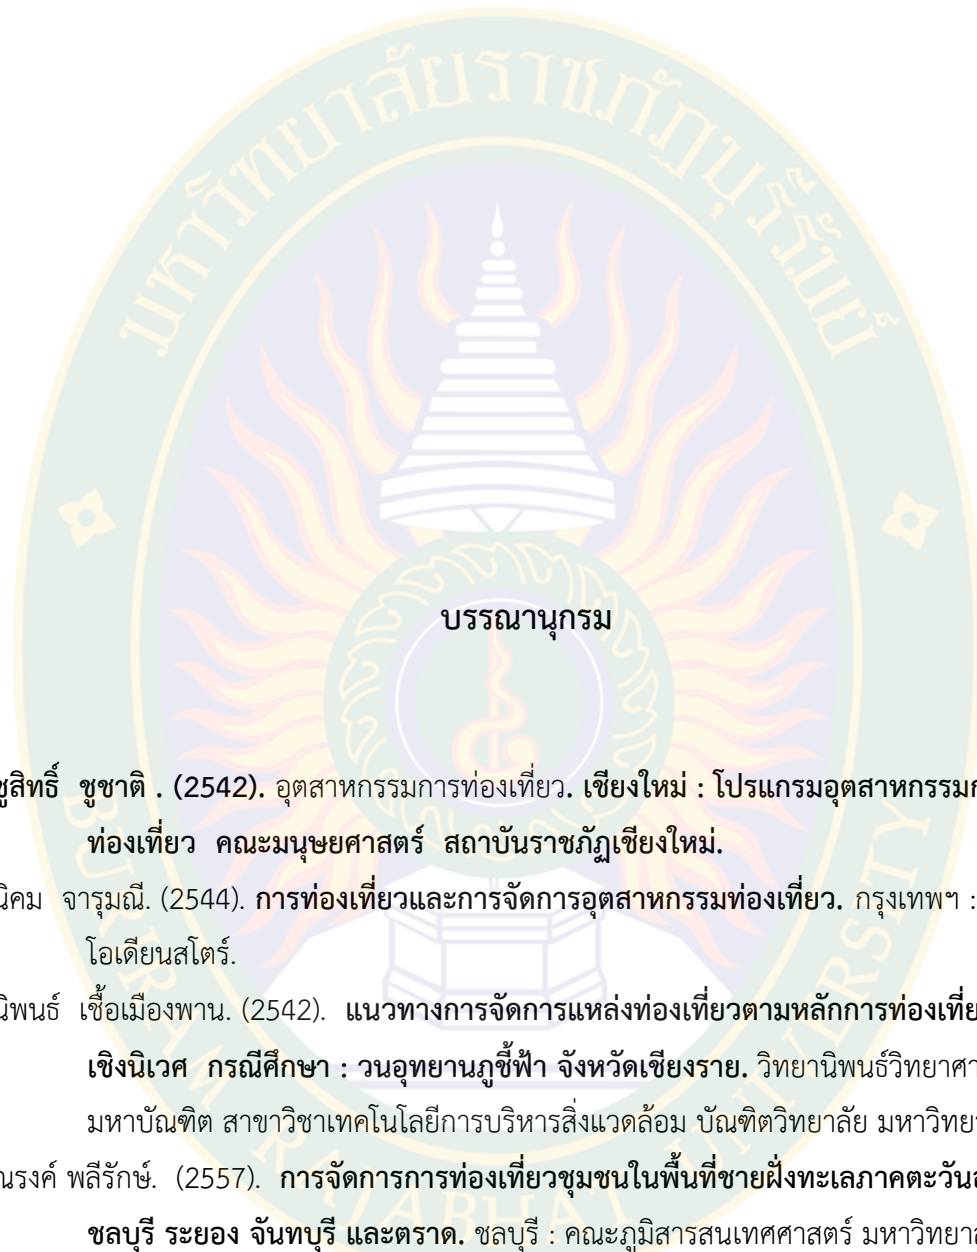 มหาวิทยาลัยราชภัฏบุรีรัมย์
บรรณานุกรม
ชูสิทธิ์ ชูชาติ . (2542). อุตสาหกรรมการท่องเที่ยว. เชียงใหม่ : โปรแกรมอุตสาหกรรมก
ท่องเที่ยว คณะมนุษยศาสตร์ สถาบันราชภัฏเชียงใหม่.
นิคม จารุมณี. (2544). การท่องเที่ยวและการจัดการอุตสาหกรรมท่องเที่ยว. กรุงเทพฯ :
โอเดียนสโตร์.
นิพนธ์ เชื้อเมืองพาน. (2542). แนวทางการจัดการแหล่งท่องเที่ยวตามหลักการท่องเที่ย
เชิงนิเวศ กรณีศึกษา : วนอุทยานภูชี้ฟ้า จังหวัดเชียงราย. วิทยานิพนธ์วิทยาศา
มหาบัณฑิต สาขาวิชาเทคโนโลยีการบริหารสิ่งแวดล้อม บัณฑิตวิทยาลัย มหาวิทย
ณรงค์ พลีรักษ์. (2557). การจัดการการท่องเที่ยวชุมชนในพื้นที่ชายฝั่งทะเลภาคตะวัน
ชลบุรี ระยอง จันทบุรี และตราด. ชลบุรี : คณะภูมิสารสนเทศศาสตร์ มหาวิทยา
BURIRAM RAJABHAT UNIVERSITY